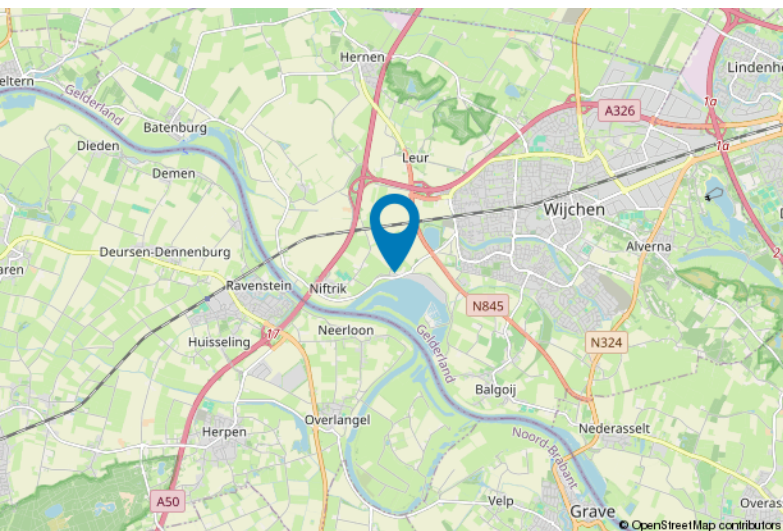 Hernen
Lindenh
eltern
Gelderland
1a
A326
Batenburg
1a
Dieden
Leur
Demen
Wijchen
Alverna
Deursen-Dennenburg
aren
Ravenstein
Niftrik
N845
17
Neerloon
Huisseling
Gelderland
N324
Balgoij
Overlangel
Herpen
Nederasselt
Noord-Brabant
A50
Velp
Overas
Grave
© OpenStreetMap contributors